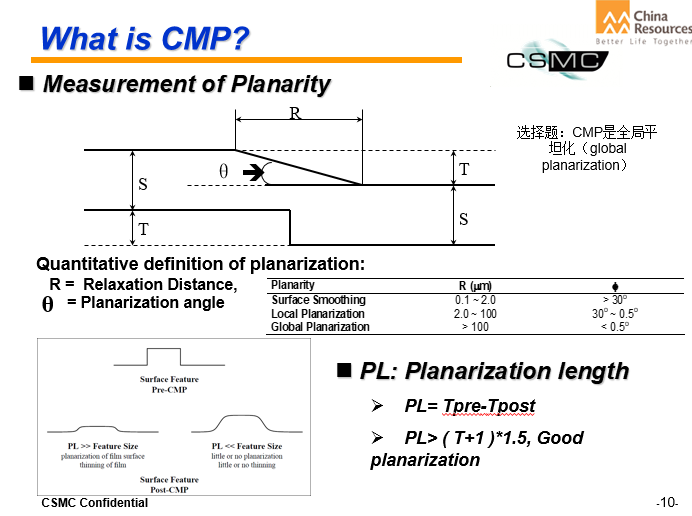 What is CMP?
China
Resources
Better Life Together
CSMC
■ Measurement of Planarity
选择题：CMP是全局平
坦化（global
planarization）
R
θ
T
S
S
T
Quantitative definition of planarization:
R = Relaxation Distance,
θ = Planarization angle
Planarity R (μm) ϕ
Surface Smoothing 0.1 ~ 2.0 > 30°
Local Planarization 2.0 ~ 100 30° ~ 0.5°
Global Planarization > 100 < 0.5°
Surface Feature
Pre-CMP
PL >> Feature Size
planarization of film surface
thinning of film
PL << Feature Size
little or no planarization
little or no thinning
Surface Feature
Post-CMP
■ PL: Planarization length
➢ PL= Tpre-Tpost
➢ PL> ( T+1 )*1.5, Good
planarization
CSMC Confidential
-10-